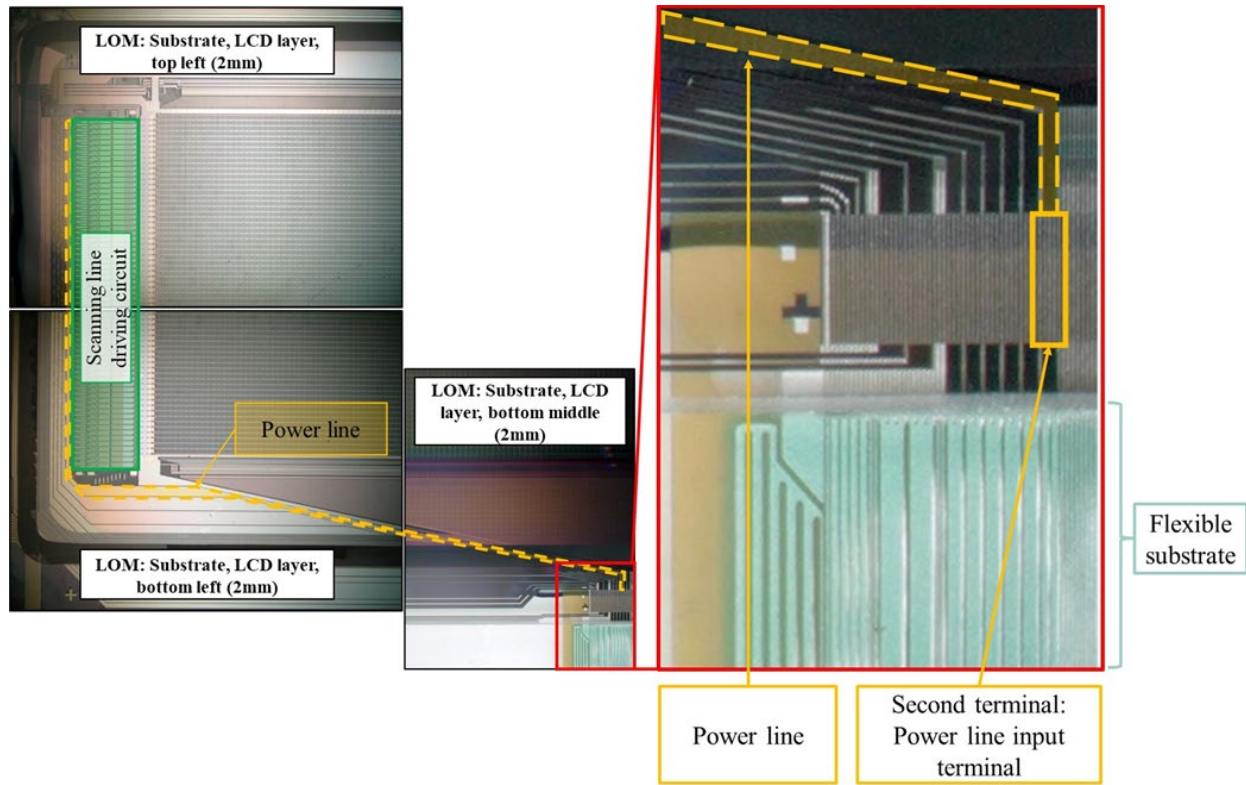 LOM: Substrate, LCD layer,
top left (2mm)
Scanning line
driving circuit
Power line
LOM: Substrate, LCD layer,
bottom left (2mm)
LOM: Substrate, LCD
layer, bottom middle
(2mm)
Flexible
substrate
Power line
Second terminal:
Power line input
terminal